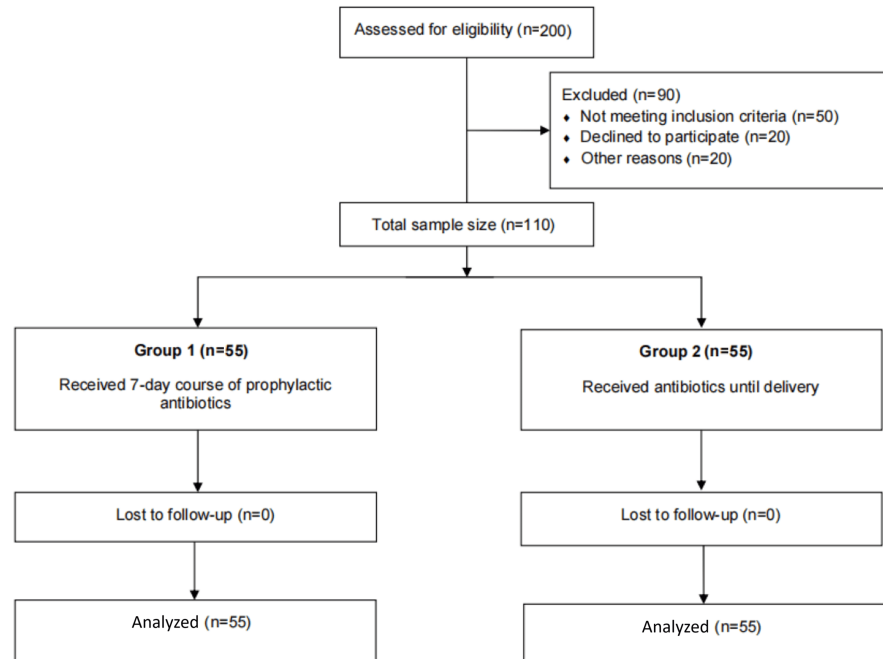 Assessed for eligibility (n=200)
Excluded (n=90)
♦ Not meeting inclusion criteria (n=50)
♦ Declined to participate (n=20)
♦ Other reasons (n=20)
Total sample size (n=110)
Group 1 (n=55)
Received 7-day course of prophylactic
antibiotics
Group 2 (n=55)
Received antibiotics until delivery
Lost to follow-up (n=0)
Lost to follow-up (n=0)
Analyzed (n=55)
Analyzed (n=55)